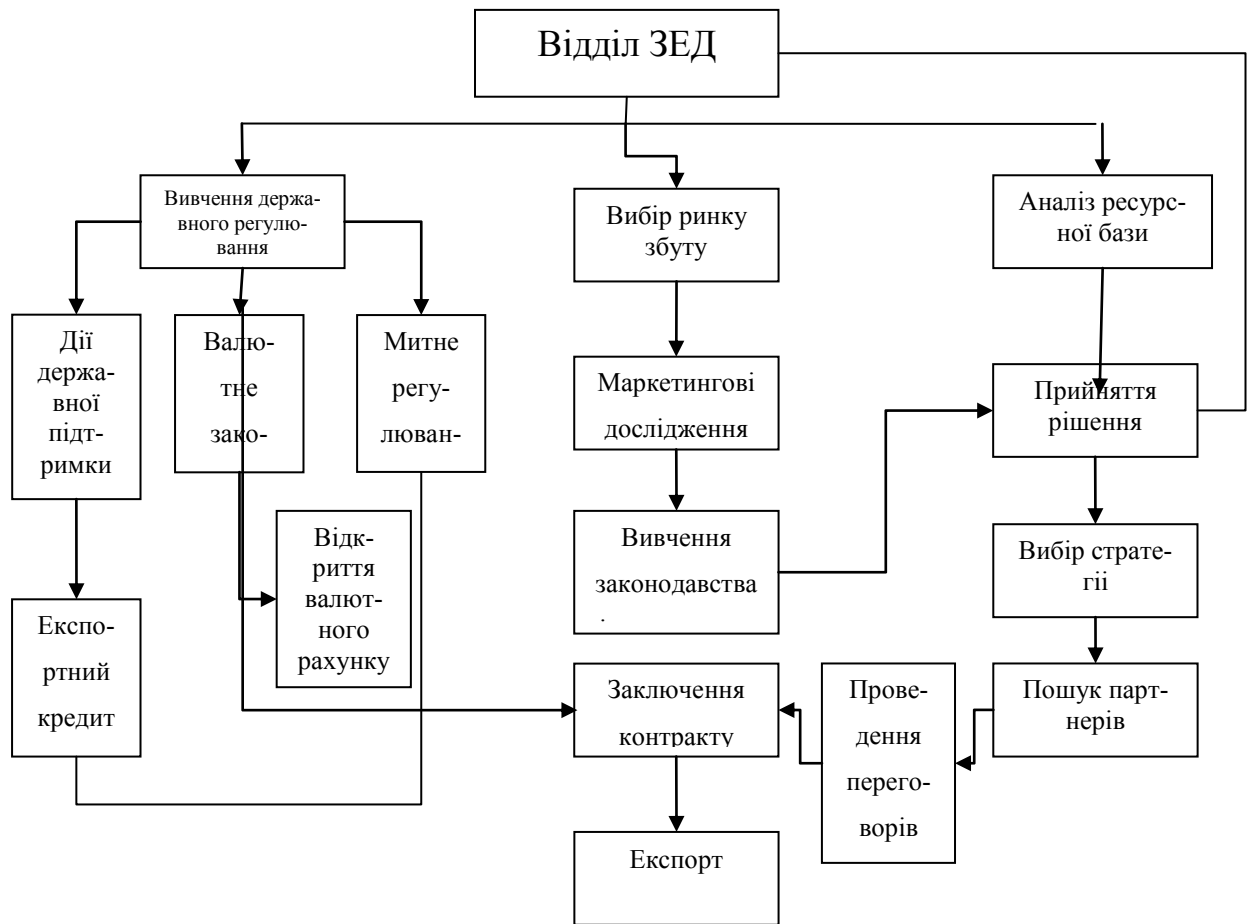 Відділ ЗЕД
Вивчення держа-
вного регулю-
вання
Вибір ринку
збуту
Аналіз ресурс-
ної бази
Дії
держа-
вної
підт-
римки
Валю-
тне
зако-
Митне
регу-
люван-
Маркетингові
дослідження
Прийняття
рішення
Відк-
риття
валют-
ного
рахунку
Вивчення
законодавства
Вибір страте-
гії
Експо-
ртний
кредит
Заключення
контракту
Прове-
дення
перего-
ворів
Пошук парт-
нерів
Експорт